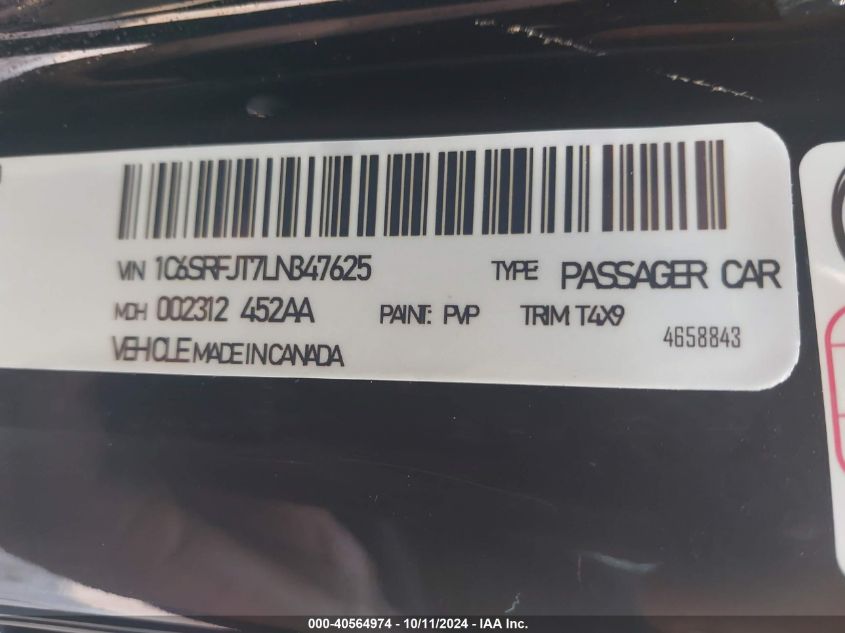 VIN 1C6SRFJT7LN347625 TYPE: PASSAGER CAR
MDH 002312 452AA PAINT: PVP TRIM T4X9
4658843
VEHICLE MADE IN CANADA
000-40564974 - 10/11/2024 - IAA Inc.